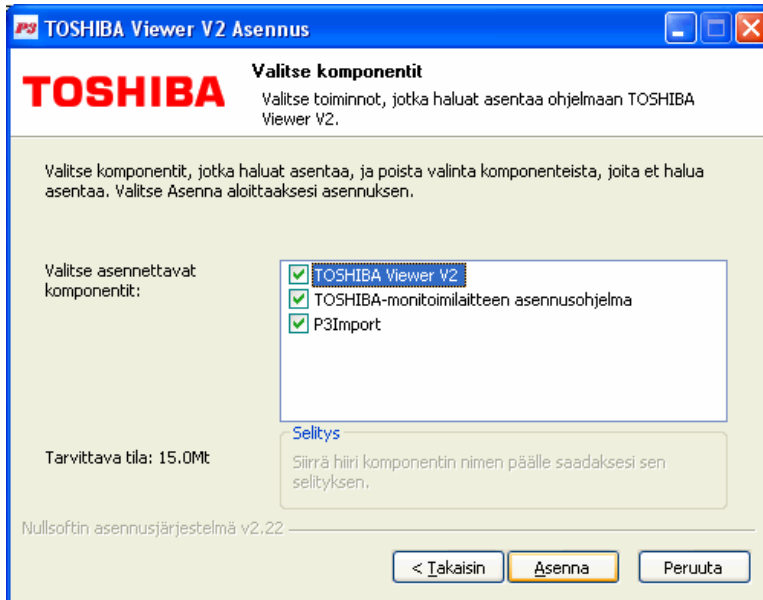 P3 TOSHIBA Viewer V2 Asennus
TOSHIBA
Valitse komponentit
Valitse toiminnot, jotka haluat asentaa ohjelmaan TOSHIBA
Viewer V2.
Valitse komponentit, jotka haluat asentaa, ja poista valinta komponenteista, joita et halua
asentaa. Valitse Asenna aloittaaksesi asennuksen.
Valitse asennettavat
komponentit:
TOSHIBA Viewer V2
TOSHIBA-monitoimilaitteen asennusohjelma
P3Import
Tarvittava tila: 15.0Mt
Selitys
Siirrä hiiri komponentin nimen päälle saadaksesi sen
selityksen.
Nullsoftin asennusjärjestelmä v2.22
< Takaisin
Asenna
Peruuta